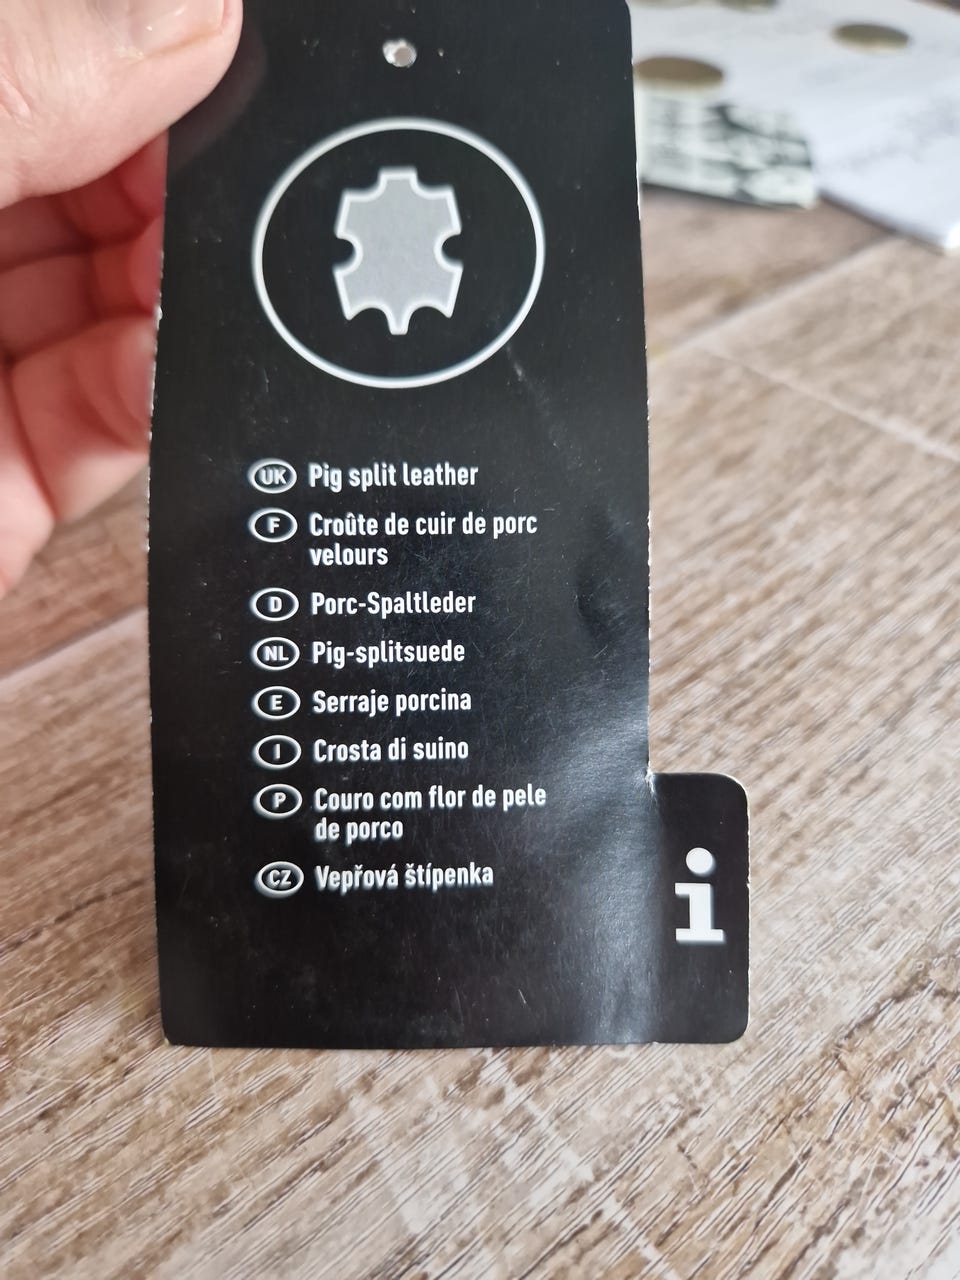 UK Pig split leather
F Croûte de cuir de porc
velours
D Porc-Spaltleder
NL Pig-splitsuede
E Serraje porcina
I Crosta di suino
P Couro com flor de pele
de porco
CZ Vepřová štípenka
i